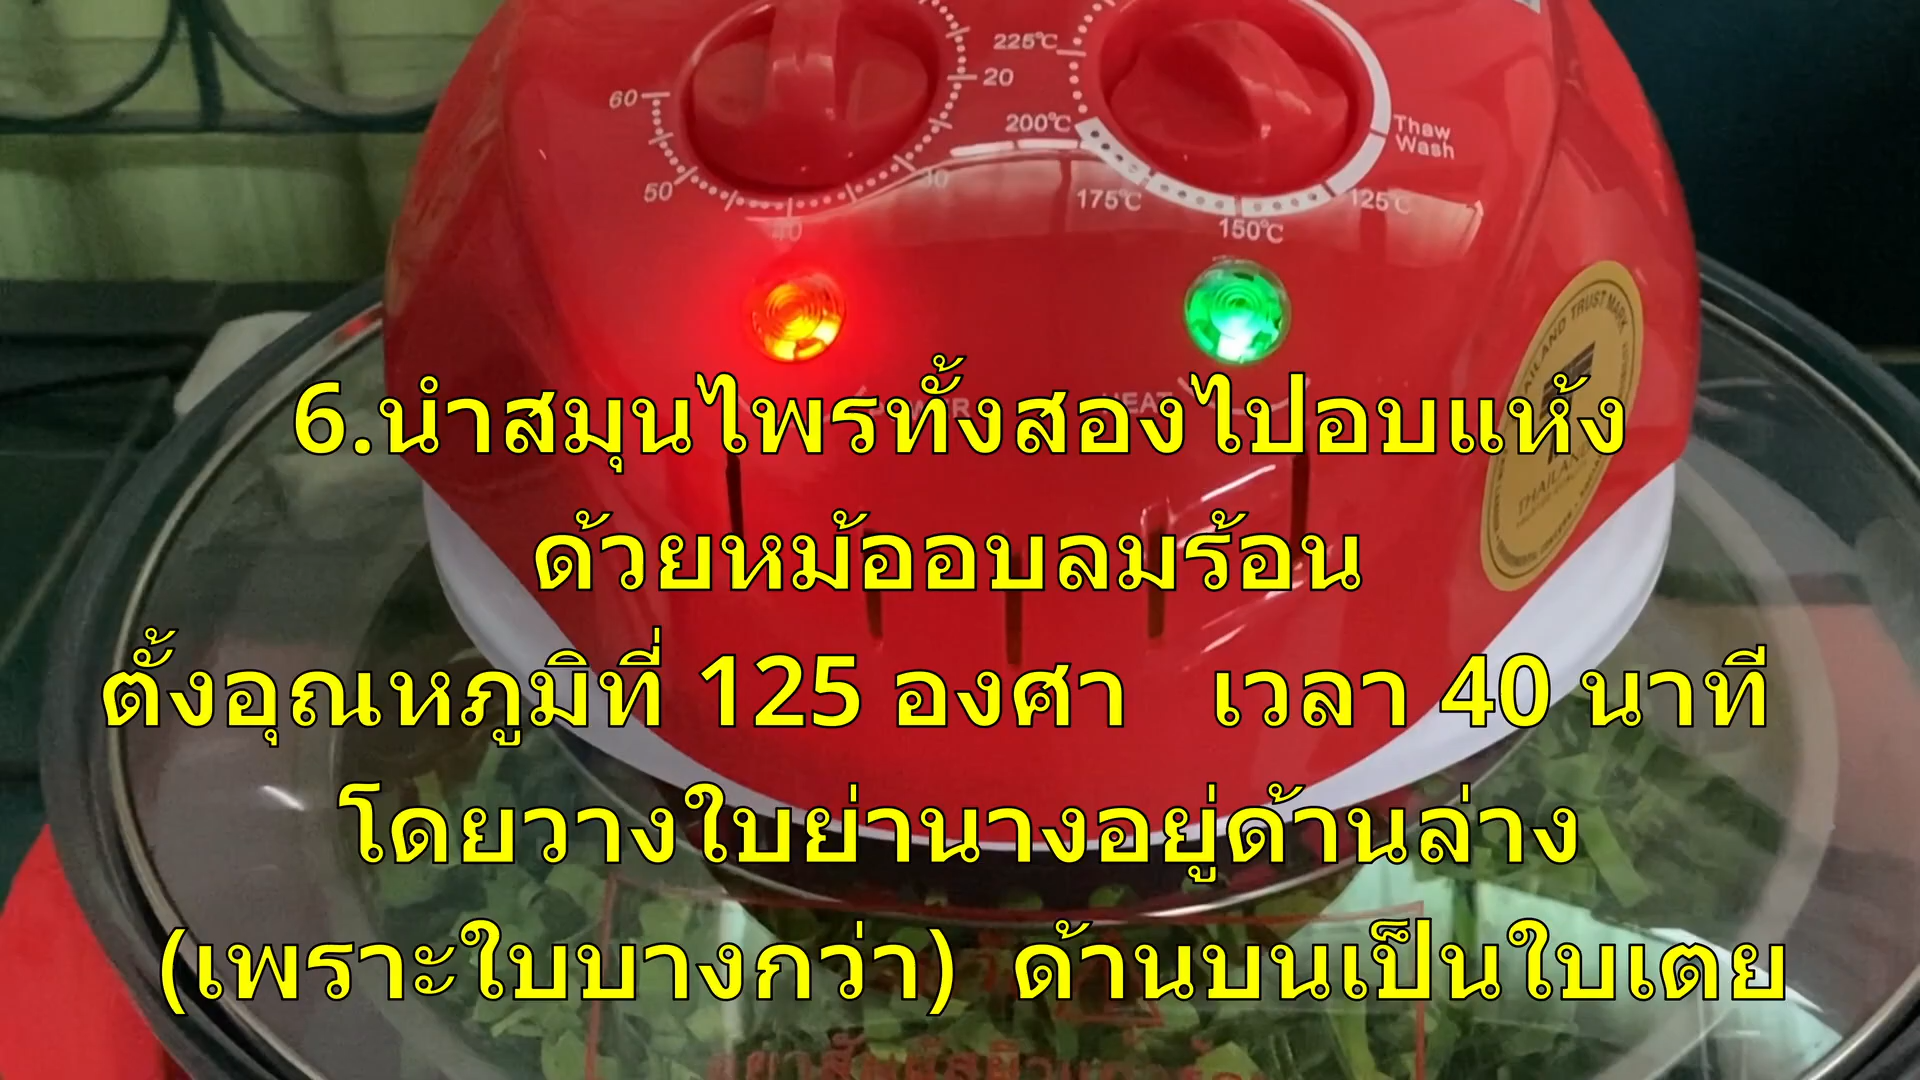 225℃
20
60
200℃
Thaw
Wash
50
30
175℃
125℃
40
150℃
THAILAND TRUST MARK
POWER
HEAT
6.นำสมุนไพรทั้งสองไปอบแห้ง
ด้วยหม้ออบลมร้อน
ตั้งอุณหภูมิที่ 125 องศา เวลา 40 นาที
โดยวางใบย่านางอยู่ด้านล่าง
(เพราะใบบางกว่า) ด้านบนเป็นใบเตย
THAILAND